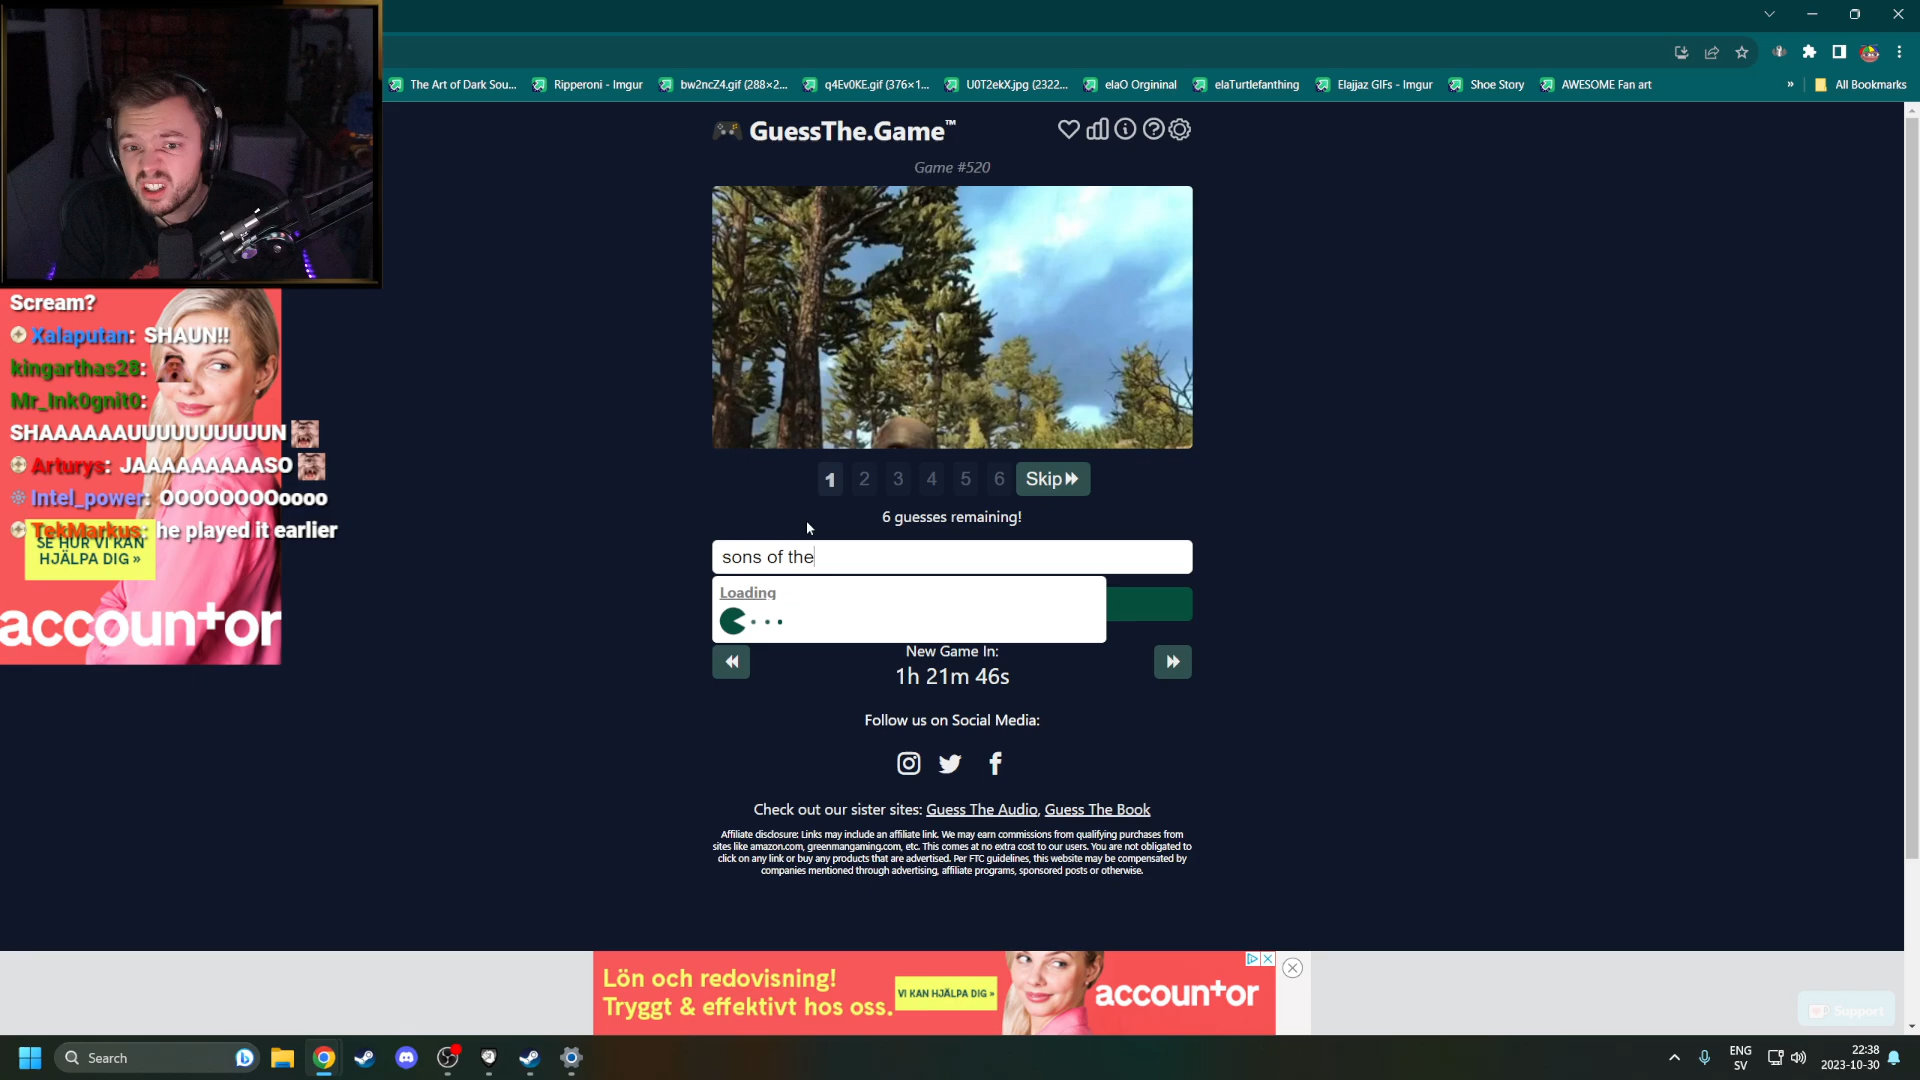 The Art of Dark Sou...
Ripperoni - Imgur
bw2ncZ4.gif (288×2...
q4Ev0KE.gif (376×1...
U0T2ekX.jpg (2322...
elaO Orgininal
elaTurtlefanthing
Elajjaz GIFs - Imgur
Shoe Story
AWESOME Fan art
»
All Bookmarks
GuessThe.Game™
Game #520
Scream?
Xalaputan: SHAUN!!
kingarthas28:
Mr_Ink0gnit0:
SHAAAAAAUUUUUUUUUUN
Arturys: JAAAAAAAAASO
Intel_power: OOOOOOOOoooo
TekMarkus: he played it earlier
SE HUR VI KAN
HJÄLPA DIG »
accountor
1 2 3 4 5 6 Skip
6 guesses remaining!
sons of the
Loading
New Game In:
1h 21m 46s
Follow us on Social Media:
Check out our sister sites: Guess The Audio, Guess The Book
Affiliate disclosure: Links may include an affiliate link. We may earn commissions from qualifying purchases from
sites like amazon.com, greenmangaming.com, etc. This comes at no extra cost to our users. You are not obligated to
click on any link or buy any products that are advertised. Per FTC guidelines, this website may be compensated by
companies mentioned through advertising, affiliate programs, sponsored posts or otherwise.
Lön och redovisning!
Tryggt & effektivt hos oss.
VI KAN HJÄLPA DIG »
accountor
Support
Search
ENG
SV
22:38
2023-10-30